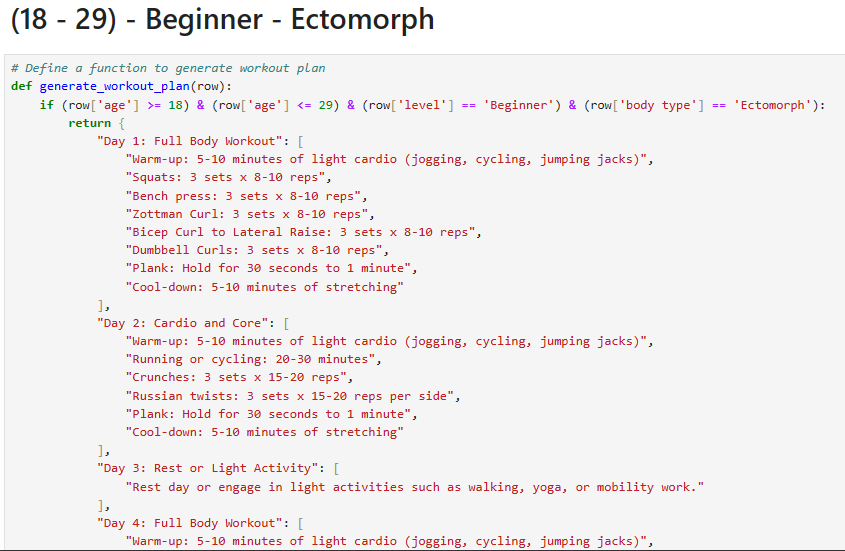 (18 - 29) - Beginner - Ectomorph
# Define a function to generate workout plan
def generate_workout_plan(row):
    if (row['age'] >= 18) & (row['age'] <= 29) & (row['level'] == 'Beginner') & (row['body type'] == 'Ectomorph'):
        return {
            "Day 1: Full Body Workout": [
                "Warm-up: 5-10 minutes of light cardio (jogging, cycling, jumping jacks)",
                "Squats: 3 sets x 8-10 reps",
                "Bench press: 3 sets x 8-10 reps",
                "Zottman Curl: 3 sets x 8-10 reps",
                "Bicep Curl to Lateral Raise: 3 sets x 8-10 reps",
                "Dumbbell Curls: 3 sets x 8-10 reps",
                "Plank: Hold for 30 seconds to 1 minute",
                "Cool-down: 5-10 minutes of stretching"
            ],
            "Day 2: Cardio and Core": [
                "Warm-up: 5-10 minutes of light cardio (jogging, cycling, jumping jacks)",
                "Running or cycling: 20-30 minutes",
                "Crunches: 3 sets x 15-20 reps",
                "Russian twists: 3 sets x 15-20 reps per side",
                "Plank: Hold for 30 seconds to 1 minute",
                "Cool-down: 5-10 minutes of stretching"
            ],
            "Day 3: Rest or Light Activity": [
                "Rest day or engage in light activities such as walking, yoga, or mobility work."
            ],
            "Day 4: Full Body Workout": [
                "Warm-up: 5-10 minutes of light cardio (jogging, cycling, jumping jacks)",